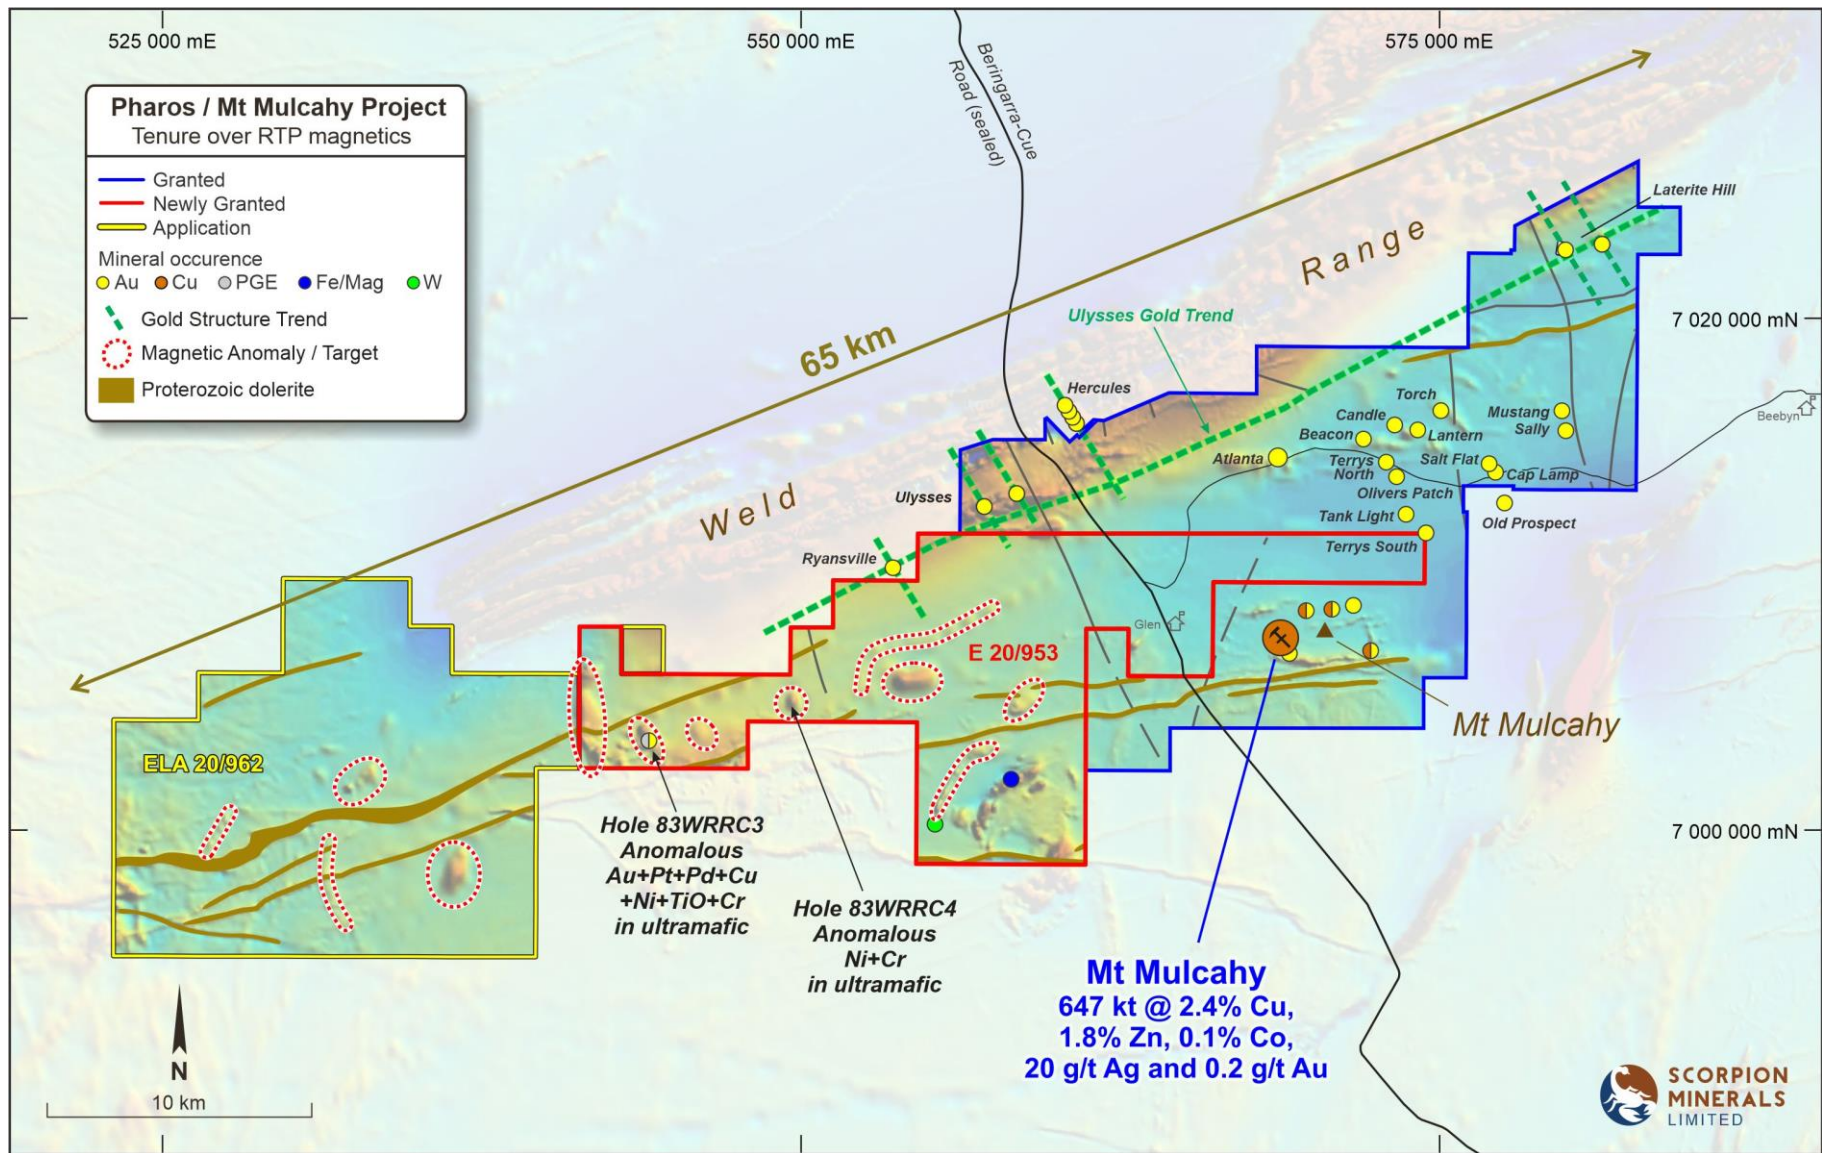 525 000 mE
550 000 mE
575 000 mE
Pharos / Mt Mulcahy Project
Tenure over RTP magnetics
Granted
Newly Granted
Application
Mineral occurence
Au
Cu
PGE
Fe/Mag
W
Gold Structure Trend
Magnetic Anomaly / Target
Proterozoic dolerite
Beringarra-Cue
Road (sealed)
Laterite Hill
Weld Range
65 km
Ulysses Gold Trend
7 020 000 mN
Hercules
Torch
Candle
Mustang
Sally
Beebyn
Beacon
Lantern
Atlanta
Terrys
North
Salt Flat
Cap Lamp
Ulysses
Olivers Patch
Tank Light
Old Prospect
Terrys South
Ryansville
Glen
E 20/953
Mt Mulcahy
ELA 20/962
7 000 000 mN
Hole 83WRRC3
Anomalous
Au+Pt+Pd+Cu
+Ni+TiO+Cr
in ultramafic
Hole 83WRRC4
Anomalous
Ni+Cr
in ultramafic
Mt Mulcahy
647 kt @ 2.4% Cu,
1.8% Zn, 0.1% Co,
20 g/t Ag and 0.2 g/t Au
N
10 km
SCORPION
MINERALS
LIMITED